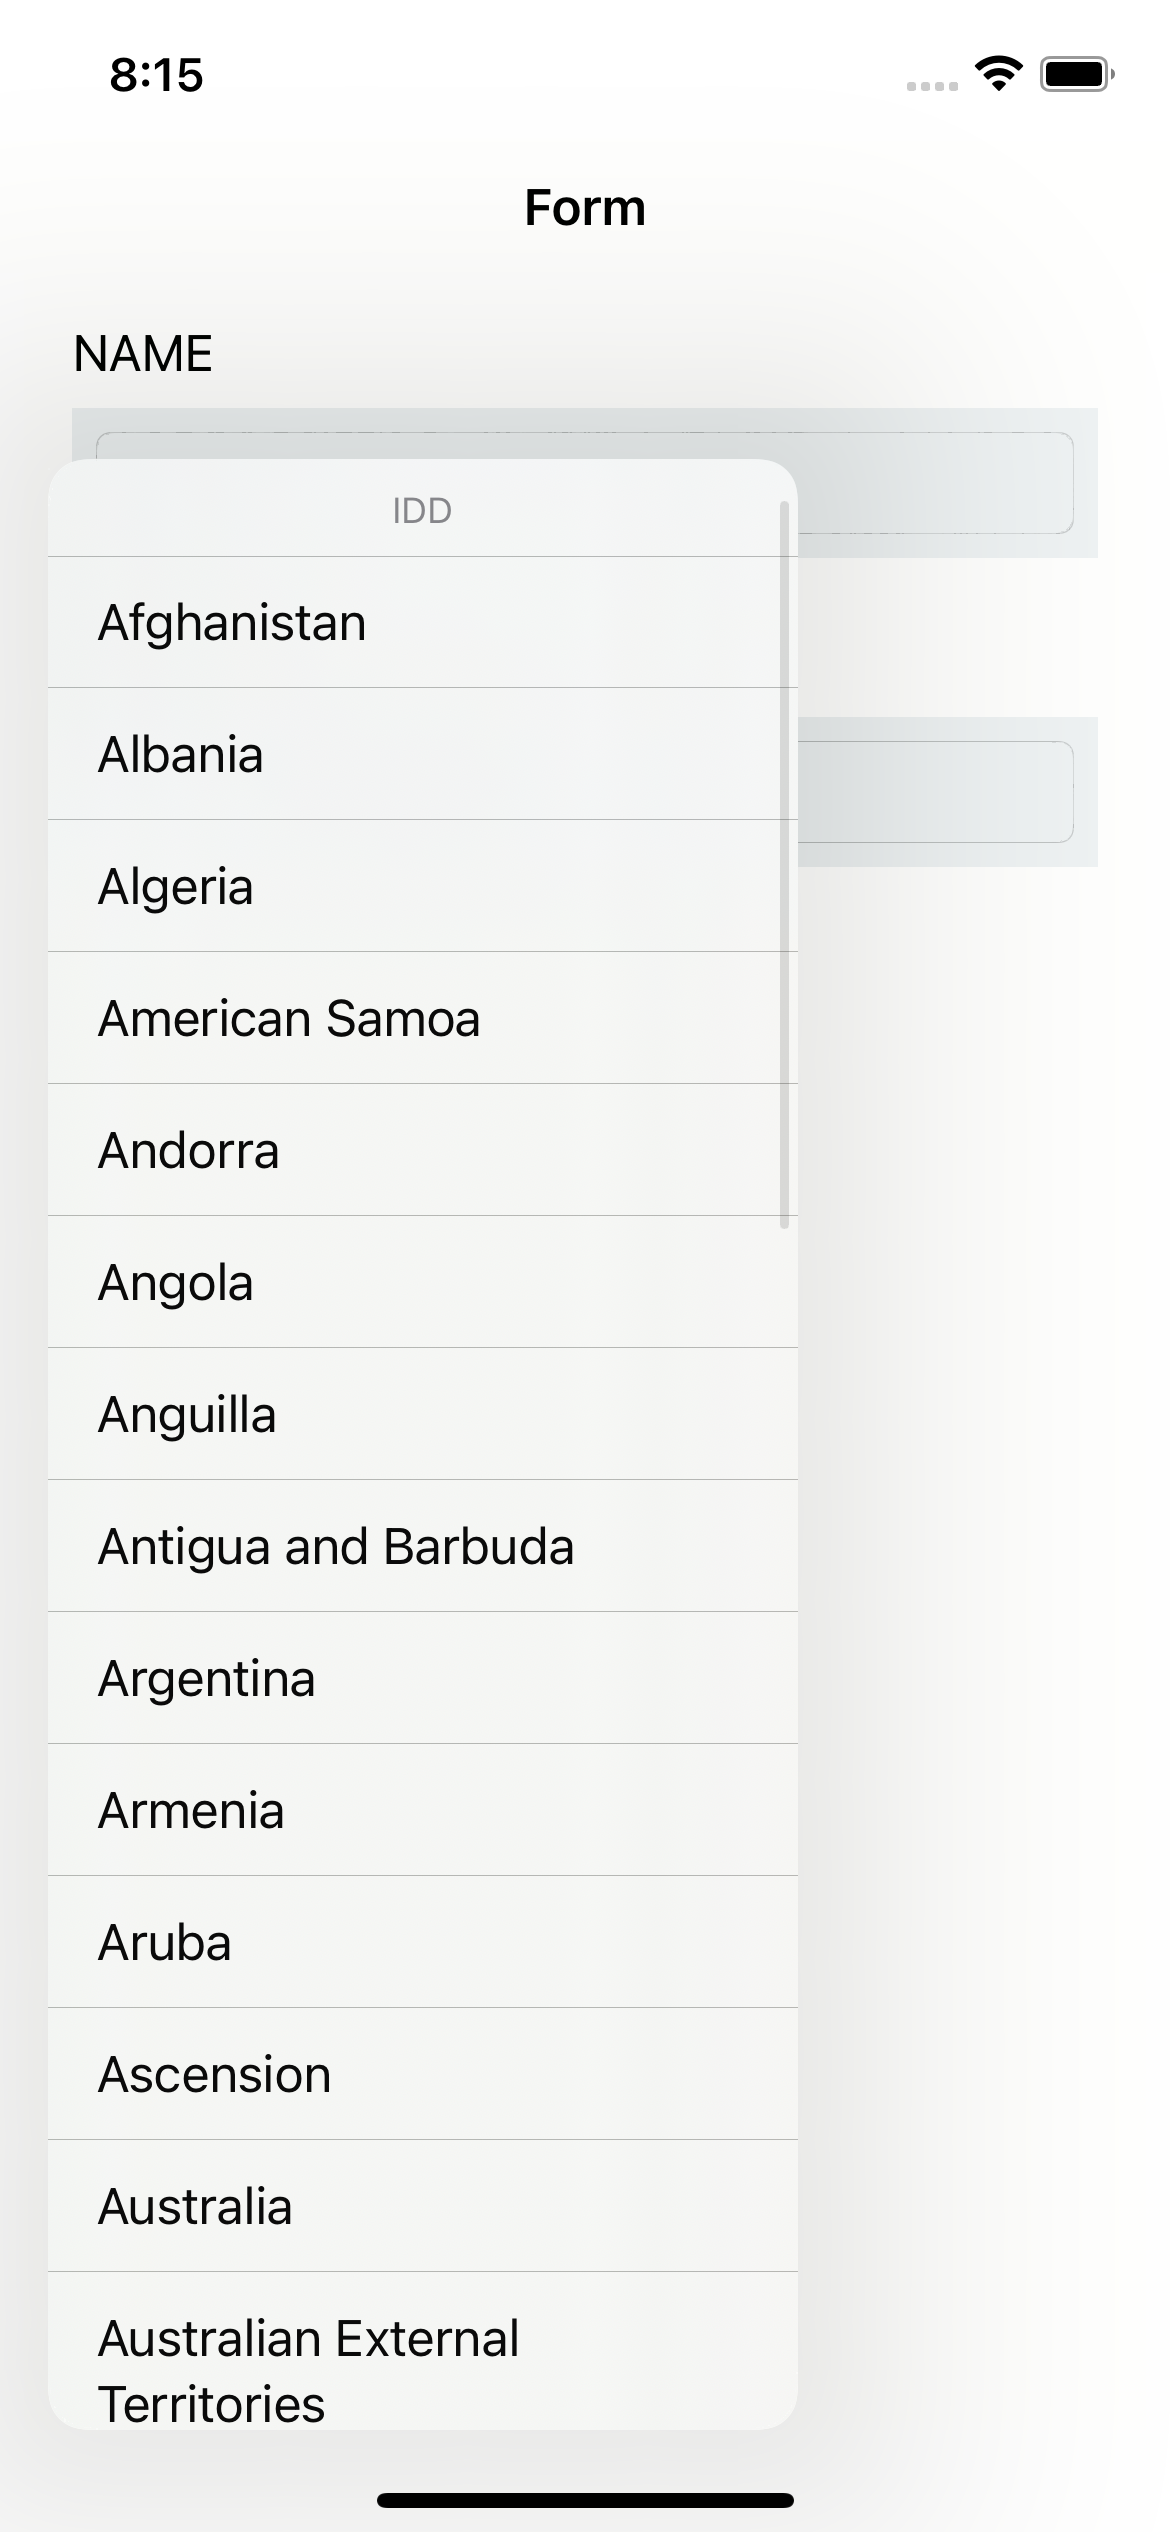 8:15
Form
NAME
IDD
Afghanistan
Albania
Algeria
American Samoa
Andorra
Angola
Anguilla
Antigua and Barbuda
Argentina
Armenia
Aruba
Ascension
Australia
Australian External
Territories